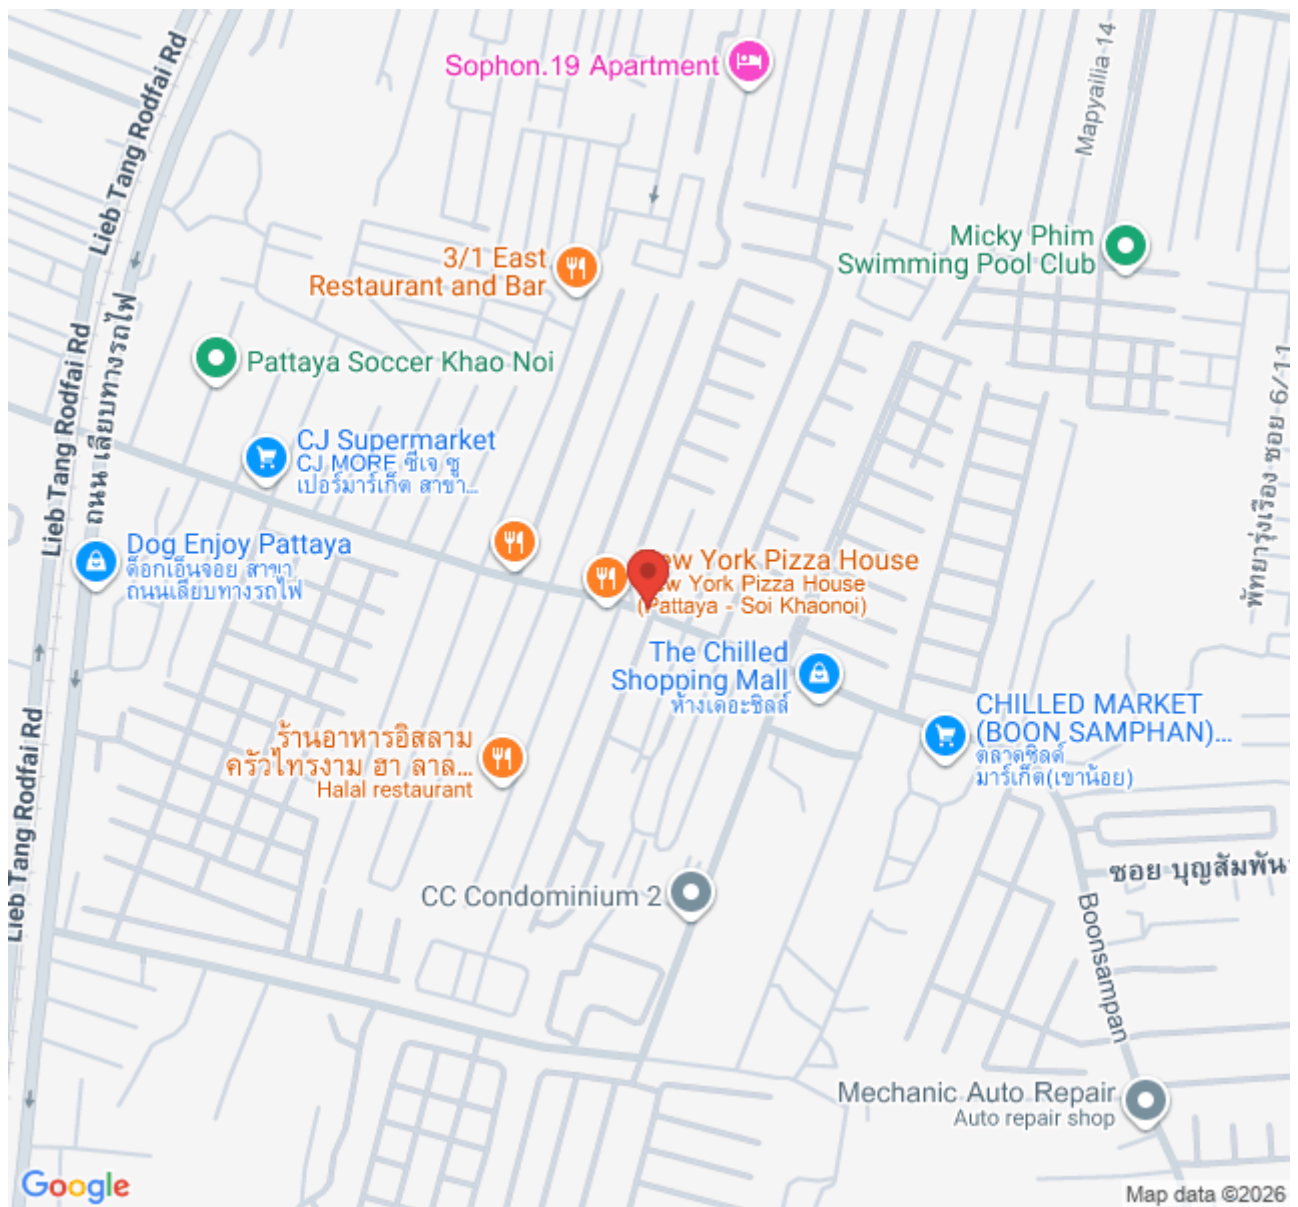 Sophon.19 Apartment
Lieb Tang Rodfai Rd
Mapyailia 14
Micky Phim
Swimming Pool Club
3/1 East
Restaurant and Bar
Pattaya Soccer Khao Noi
ถนน เลียบทางรถไฟ
Lieb Tang Rodfai Rd
พัทยารุ่งเรือง ซอย 6/11
CJ Supermarket
CJ MORE ซีเจ ซู
เปอร์มาร์เก็ต สาขา...
Dog Enjoy Pattaya
ด็อกเอ็นจอย สาขา
ถนนเลียบทางรถไฟ
New York Pizza House
New York Pizza House
(Pattaya - Soi Khaonoi)
The Chilled
Shopping Mall
ห้างเดอะชิลล์
CHILLED MARKET
(BOON SAMPHAN)...
ตลาดชิลด์
มาร์เก็ต(เขาน้อย)
ร้านอาหารอิสลาม
ครัวไทรงาม ฮา ลาล...
Halal restaurant
Lieb Tang Rodfai Rd
CC Condominium 2
ซอย บุญสัมพัน
Boonsampan
Mechanic Auto Repair
Auto repair shop
Google
Map data ©2026